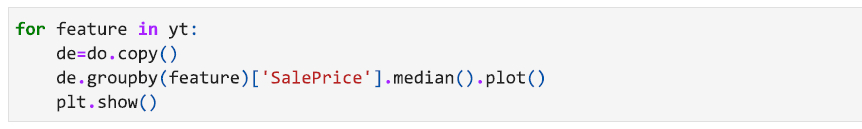 for feature in yt:
    de=do.copy()
    de.groupby(feature)['SalePrice'].median().plot()
    plt.show()